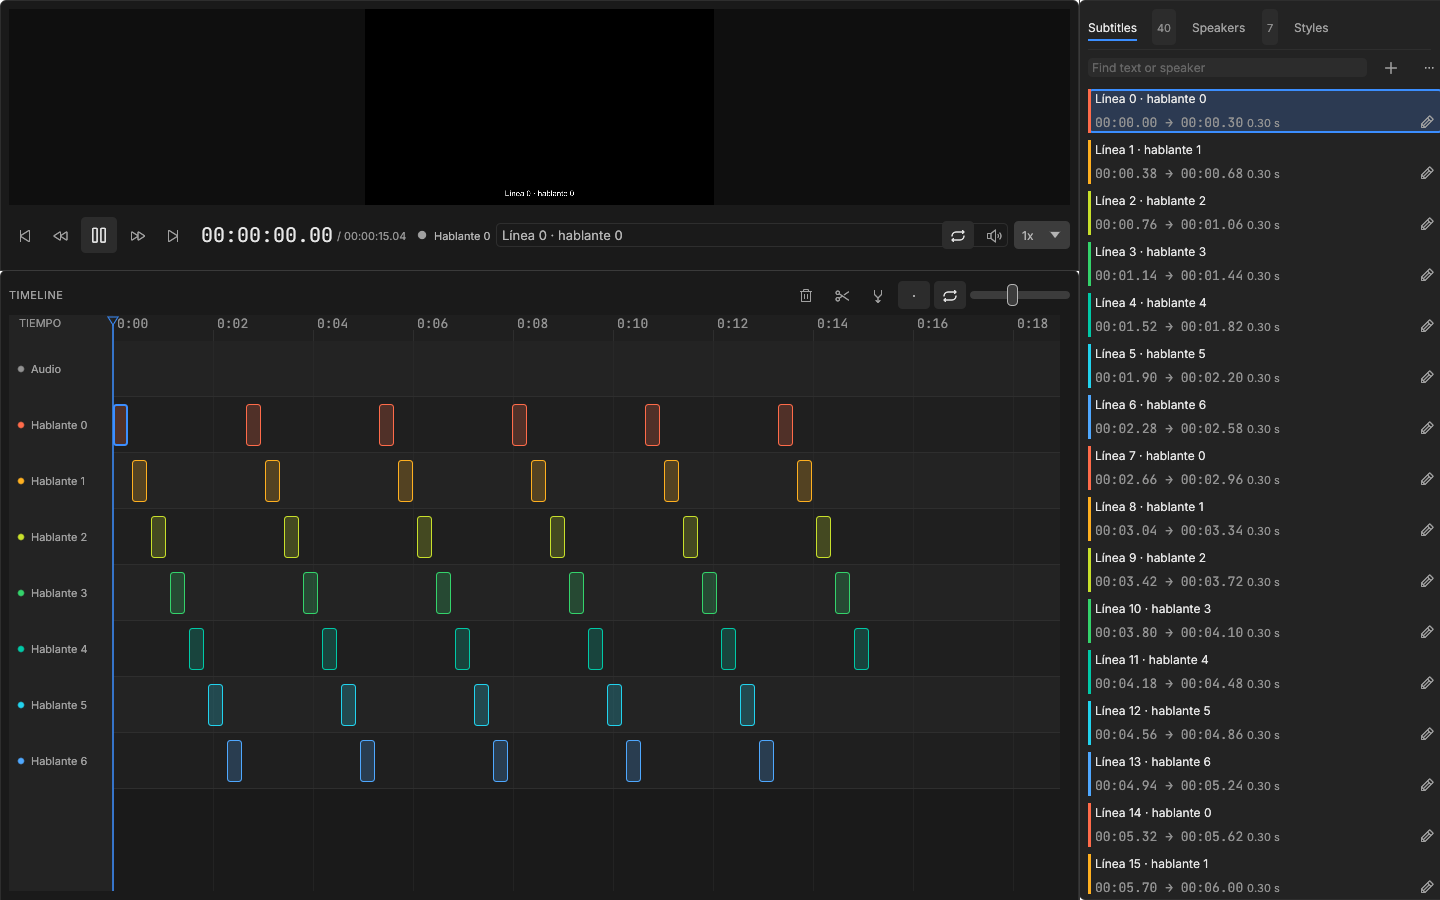 Línea 0 · hablante 0
00:00:00.00 / 00:00:15.04 Hablante 0 Línea 0 · hablante 0 1x
TIMELINE
TIEMPO 0:00 0:02 0:04 0:06 0:08 0:10 0:12 0:14 0:16 0:18
Audio
Hablante 0
Hablante 1
Hablante 2
Hablante 3
Hablante 4
Hablante 5
Hablante 6
Subtitles 40 Speakers 7 Styles
Find text or speaker
Línea 0 · hablante 0
00:00.00 → 00:00.30 0.30 s
Línea 1 · hablante 1
00:00.38 → 00:00.68 0.30 s
Línea 2 · hablante 2
00:00.76 → 00:01.06 0.30 s
Línea 3 · hablante 3
00:01.14 → 00:01.44 0.30 s
Línea 4 · hablante 4
00:01.52 → 00:01.82 0.30 s
Línea 5 · hablante 5
00:01.90 → 00:02.20 0.30 s
Línea 6 · hablante 6
00:02.28 → 00:02.58 0.30 s
Línea 7 · hablante 0
00:02.66 → 00:02.96 0.30 s
Línea 8 · hablante 1
00:03.04 → 00:03.34 0.30 s
Línea 9 · hablante 2
00:03.42 → 00:03.72 0.30 s
Línea 10 · hablante 3
00:03.80 → 00:04.10 0.30 s
Línea 11 · hablante 4
00:04.18 → 00:04.48 0.30 s
Línea 12 · hablante 5
00:04.56 → 00:04.86 0.30 s
Línea 13 · hablante 6
00:04.94 → 00:05.24 0.30 s
Línea 14 · hablante 0
00:05.32 → 00:05.62 0.30 s
Línea 15 · hablante 1
00:05.70 → 00:06.00 0.30 s